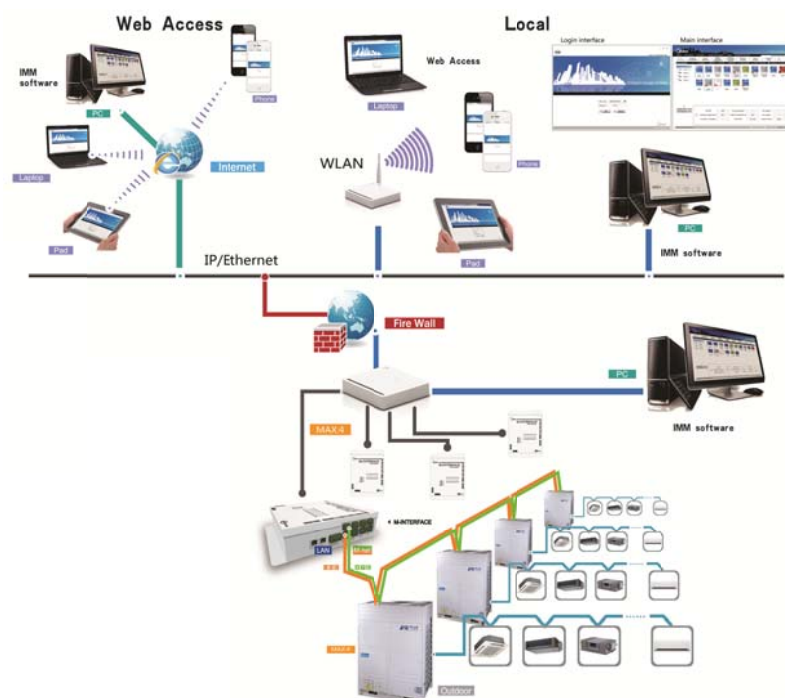 Web Access
Local
Login interface
Main interface
IMM
software
PC
Phone
Laptop
Internet
Pad
Laptop
Web Access
WLAN
Phone
Pad
PC
IMM software
IP/Ethernet
Fire Wall
PC
IMM software
MAX:4
M-INTERFACE
LAN
M-net
MAX:4
Outdoor